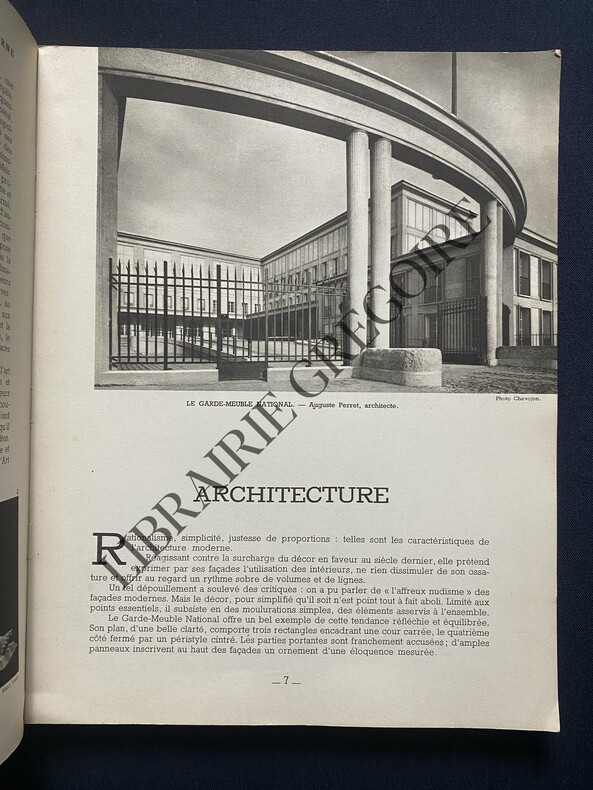 RNE
Photo Chevojon.
LE GARDE-MEUBLE NATIONAL. — Auguste Perret, architecte.
LIBRAIRIE GRÉGOIRE
ARCHITECTURE
Rationalisme, simplicité, justesse de proportions : telles sont les caractéristiques de
l'architecture moderne.
Réagissant contre la surcharge du décor en faveur au siècle dernier, elle prétend
exprimer par ses façades l'utilisation des intérieurs, ne rien dissimuler de son ossa-
ture et offrir au regard un rythme sobre de volumes et de lignes.
Un tel dépouillement a soulevé des critiques : on a pu parler de « l'affreux nudisme » des
façades modernes. Mais le décor, pour simplifié qu'il soit n'est point tout à fait aboli. Limité aux
points essentiels, il subsiste en des moulurations simples, des éléments asservis à l'ensemble.
Le Garde-Meuble National offre un bel exemple de cette tendance réfléchie et équilibrée.
Son plan, d'une belle clarté, comporte trois rectangles encadrant une cour carrée, le quatrième
côté fermé par un péristyle cintré. Les parties portantes sont franchement accusées ; d'amples
panneaux inscrivent au haut des façades un ornement d'une éloquence mesurée.
— 7 —